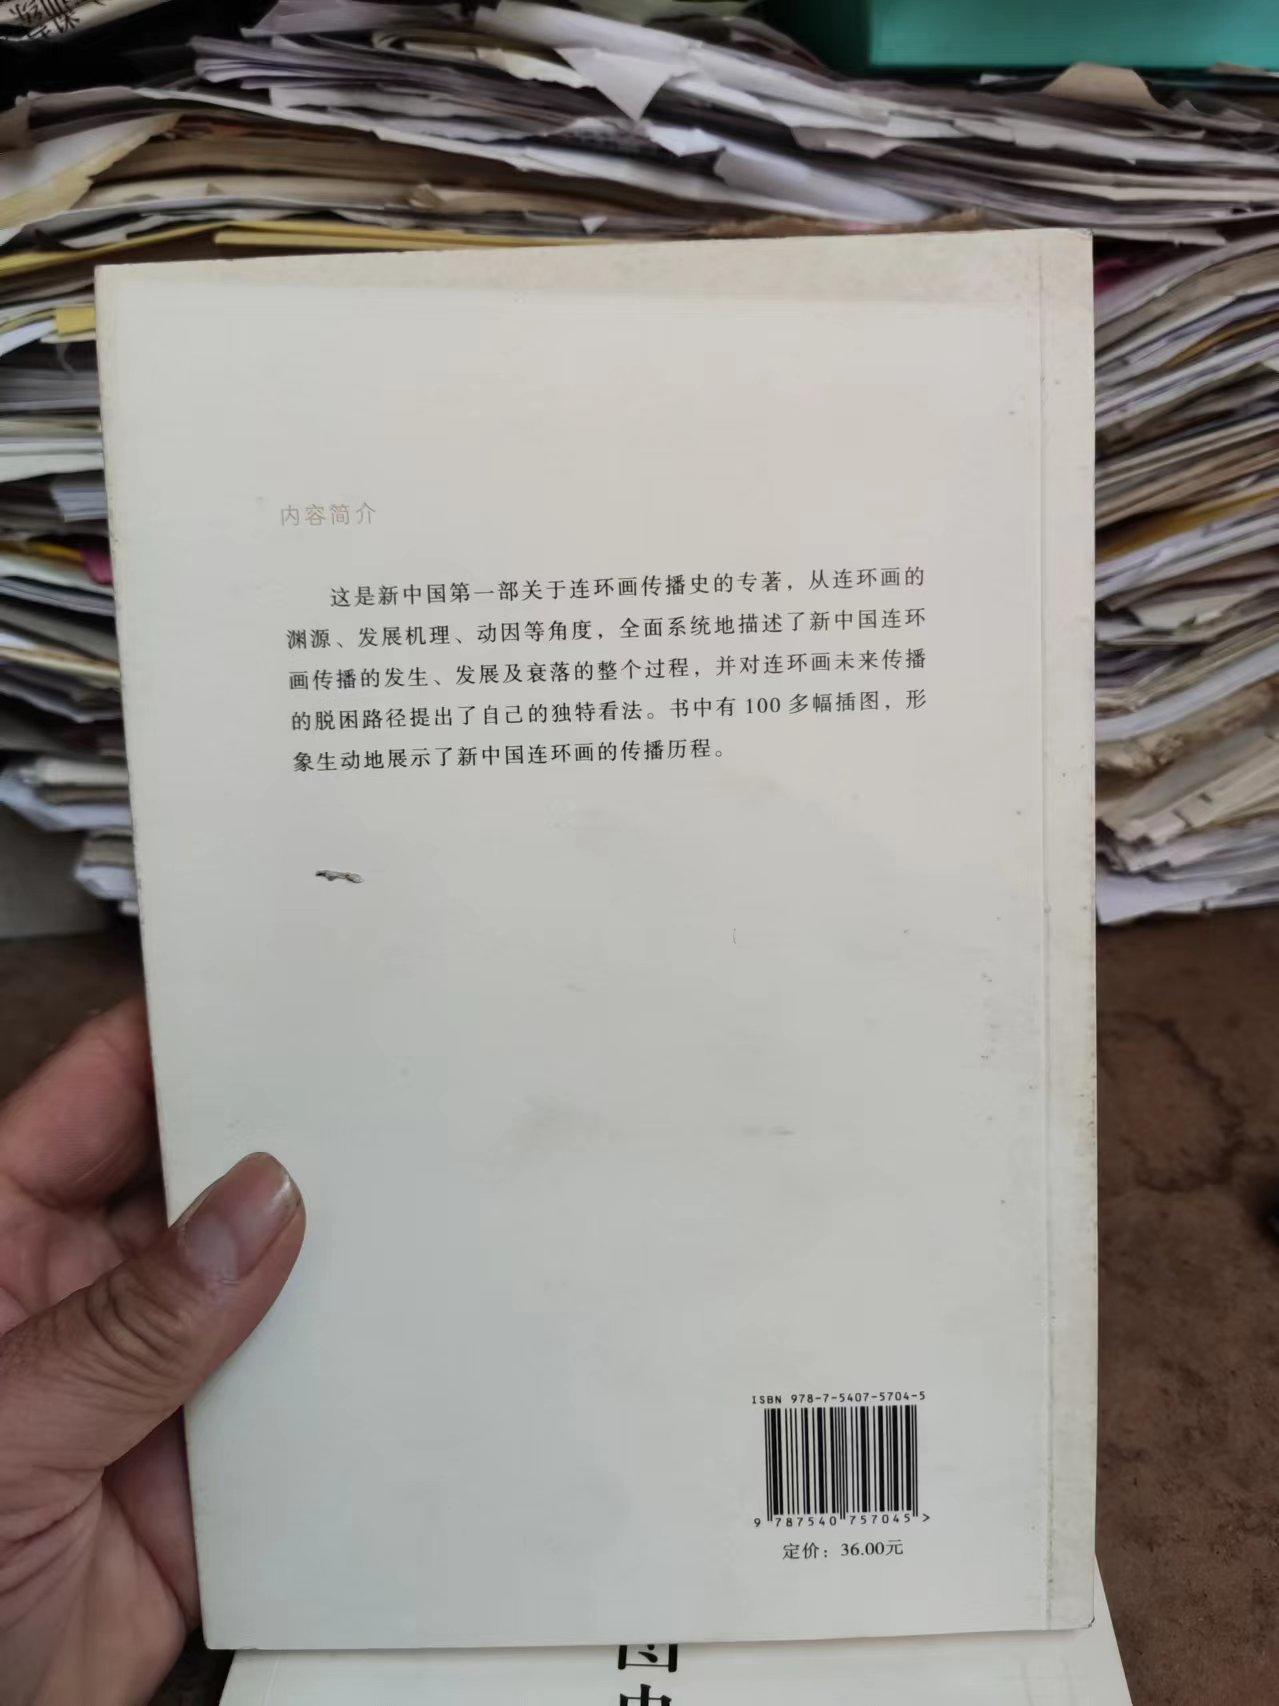 内容简介
这是新中国第一部关于连环画传播史的专著，从连环画的
渊源、发展机理、动因等角度，全面系统地描述了新中国连环
画传播的发生、发展及衰落的整个过程，并对连环画未来传播
的脱困路径提出了自己的独特看法。书中有 100 多幅插图，形
象生动地展示了新中国连环画的传播历程。
ISBN 978-7-5407-5704-5
9 787540 757045 >
定价：36.00元